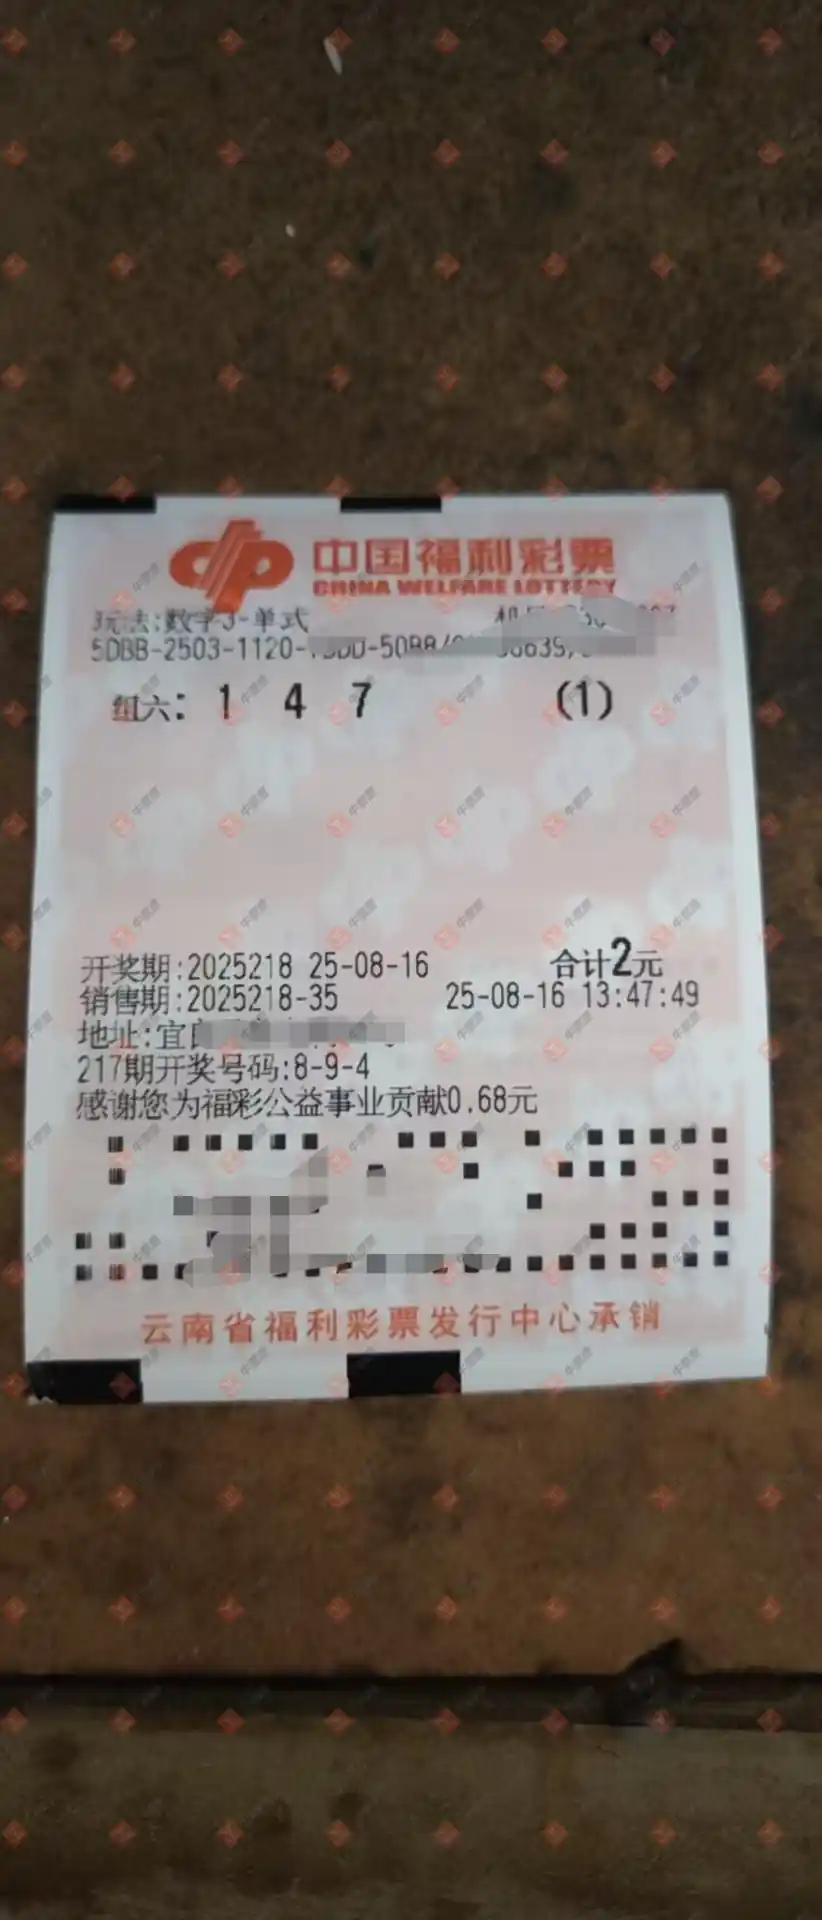 中国福利彩票
CHINA WELFARE LOTTERY
玩法:数字3-单式
5DBB-2503-1120-
组六: 1 4 7 (1)
开奖期:2025218 25-08-16 合计2元
销售期:2025218-35 25-08-16 13:47:49
地址:宜良
217期开奖号码:8-9-4
感谢您为福彩公益事业贡献0.68元
云南省福利彩票发行中心承销